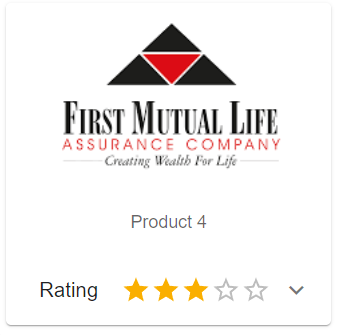 FIRST MUTUAL LIFE
ASSURANCE COMPANY
Creating Wealth For Life
Product 4
Rating